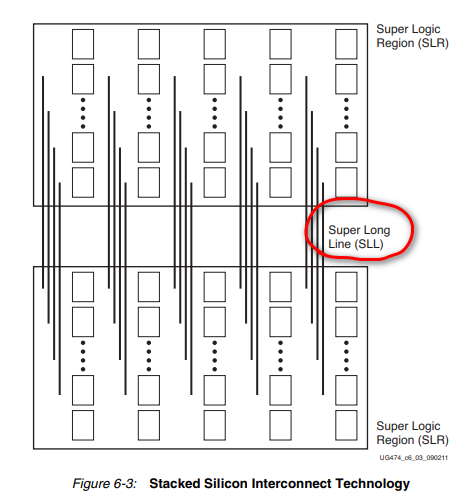 Super Logic
Region (SLR)
Super Long
Line (SLL)
Super Logic
Region (SLR)
UG474_c6_03_090211
Figure 6-3: Stacked Silicon Interconnect Technology